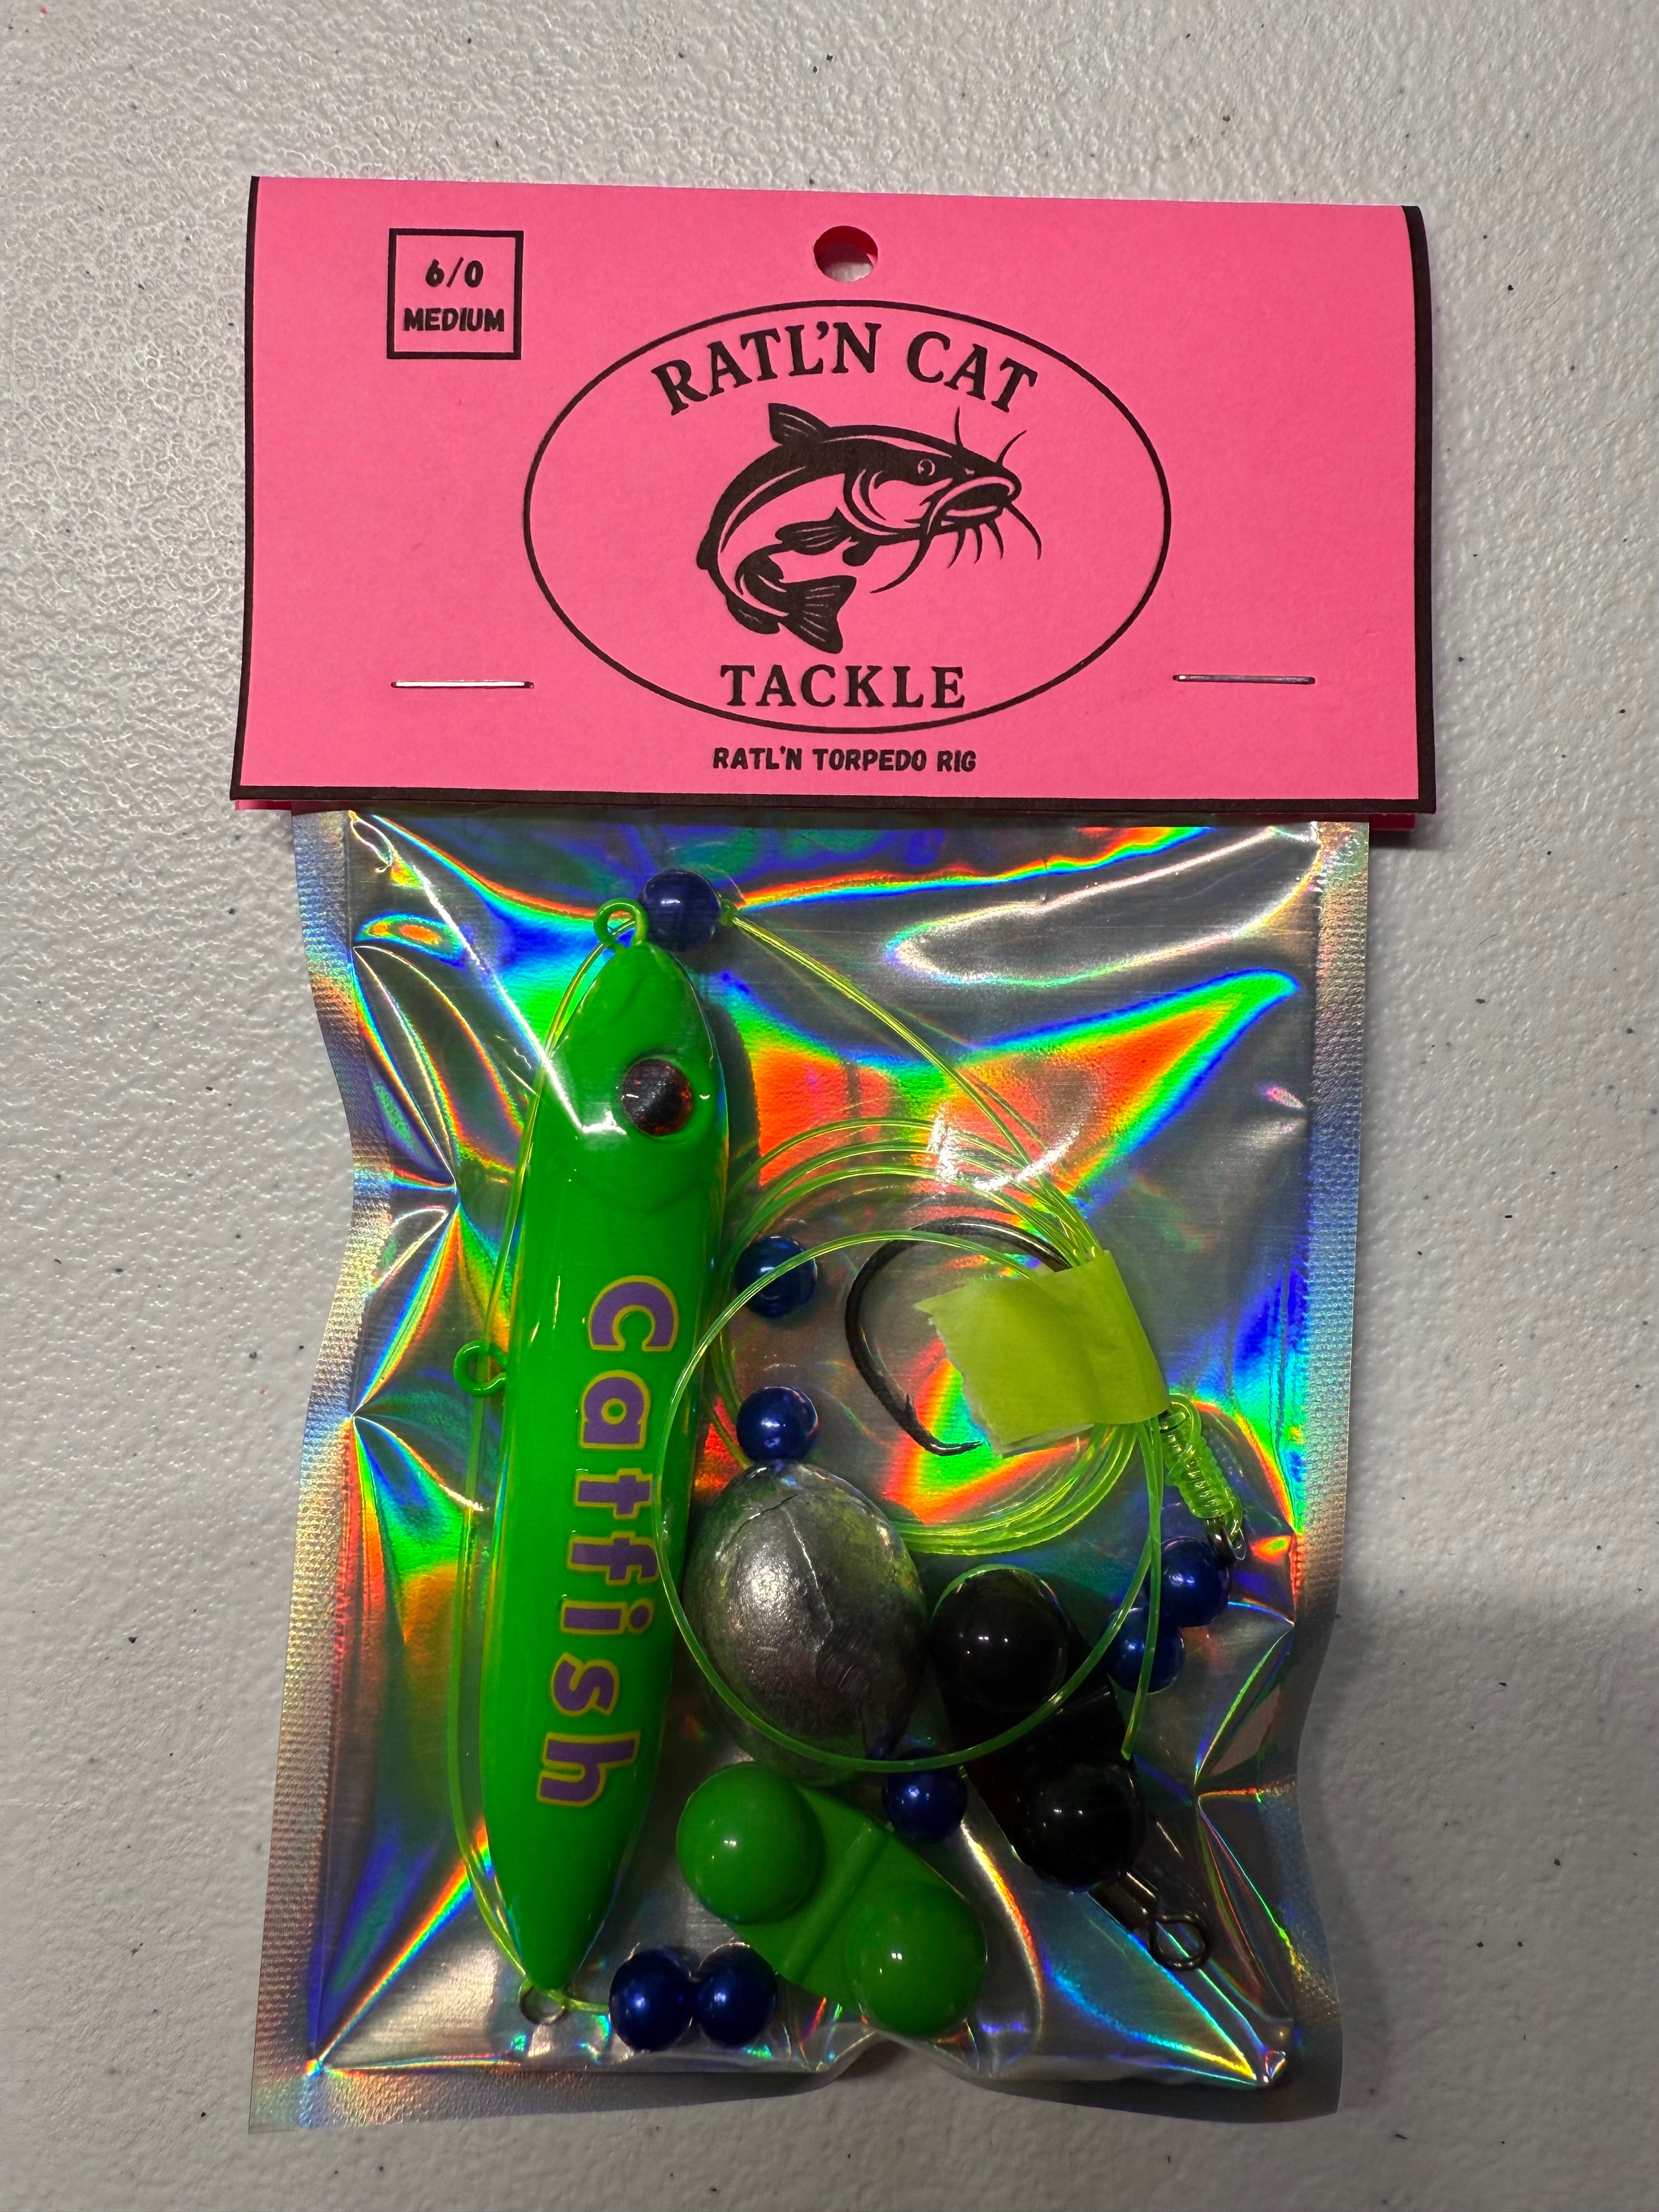 6/0
MEDIUM
RATL'N CAT
TACKLE
RATL'N TORPEDO RIG
Catfish